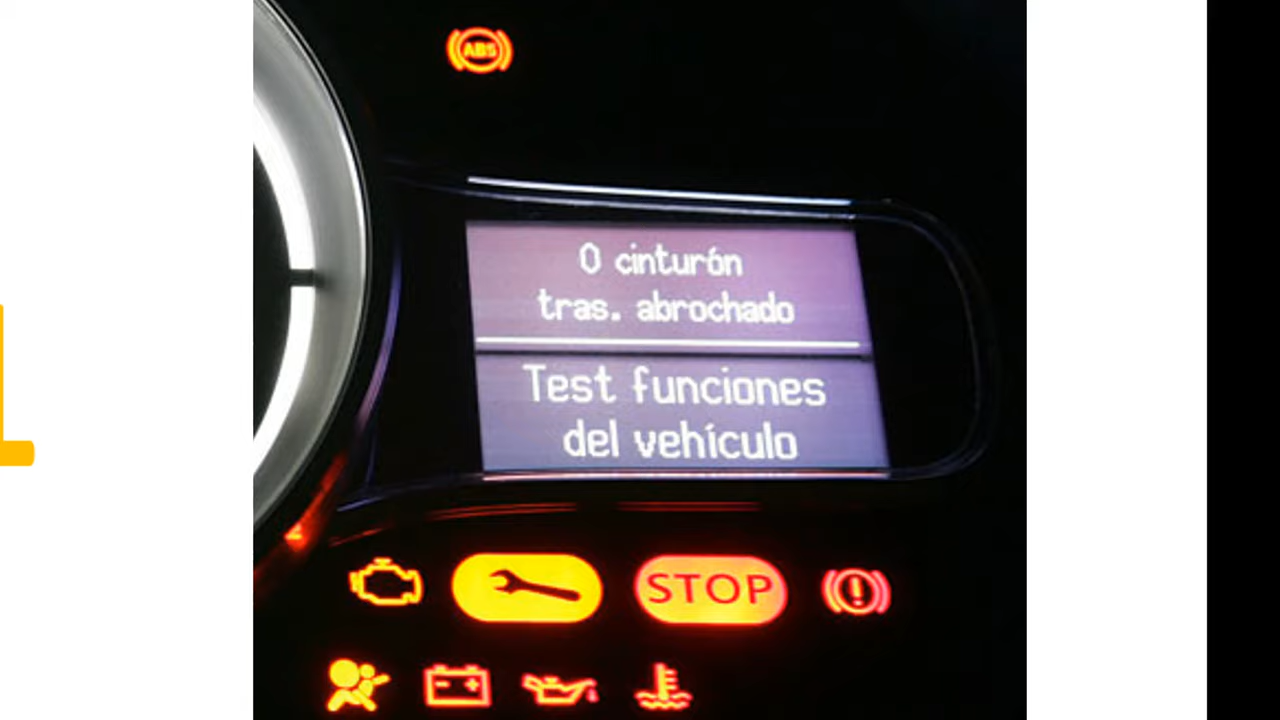 ABS
0 cinturón
tras. abrochado
Test funciones
del vehículo
STOP